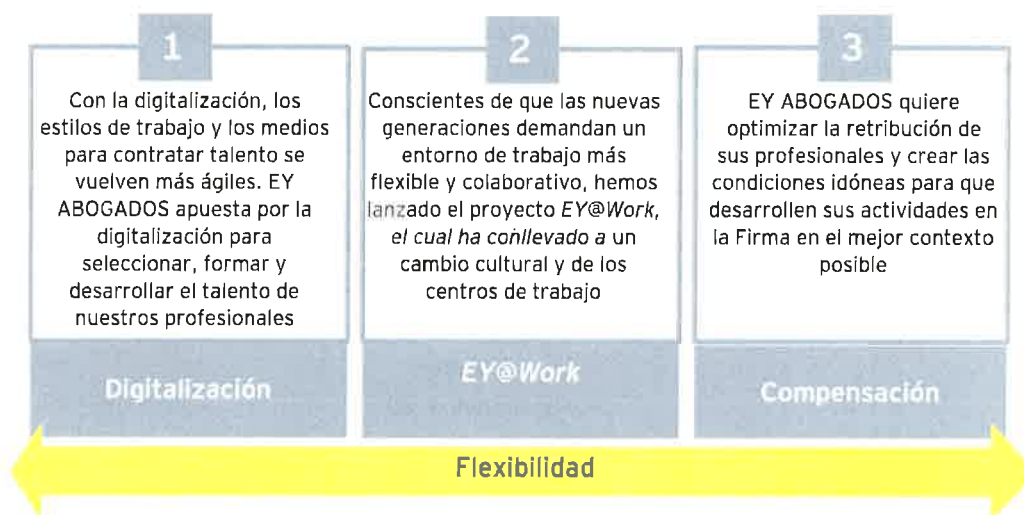 1
Con la digitalización, los
estilos de trabajo y los medios
para contratar talento se
vuelven más ágiles. EY
ABOGADOS apuesta por la
digitalización para
seleccionar, formar y
desarrollar el talento de
nuestros profesionales
Digitalización
2
Conscientes de que las nuevas
generaciones demandan un
entorno de trabajo más
flexible y colaborativo, hemos
lanzado el proyecto EY@Work,
el cual ha conllevado a un
cambio cultural y de los
centros de trabajo
EY@Work
3
EY ABOGADOS quiere
optimizar la retribución de
sus profesionales y crear las
condiciones idóneas para que
desarrollen sus actividades en
la Firma en el mejor contexto
posible
Compensación
Flexibilidad